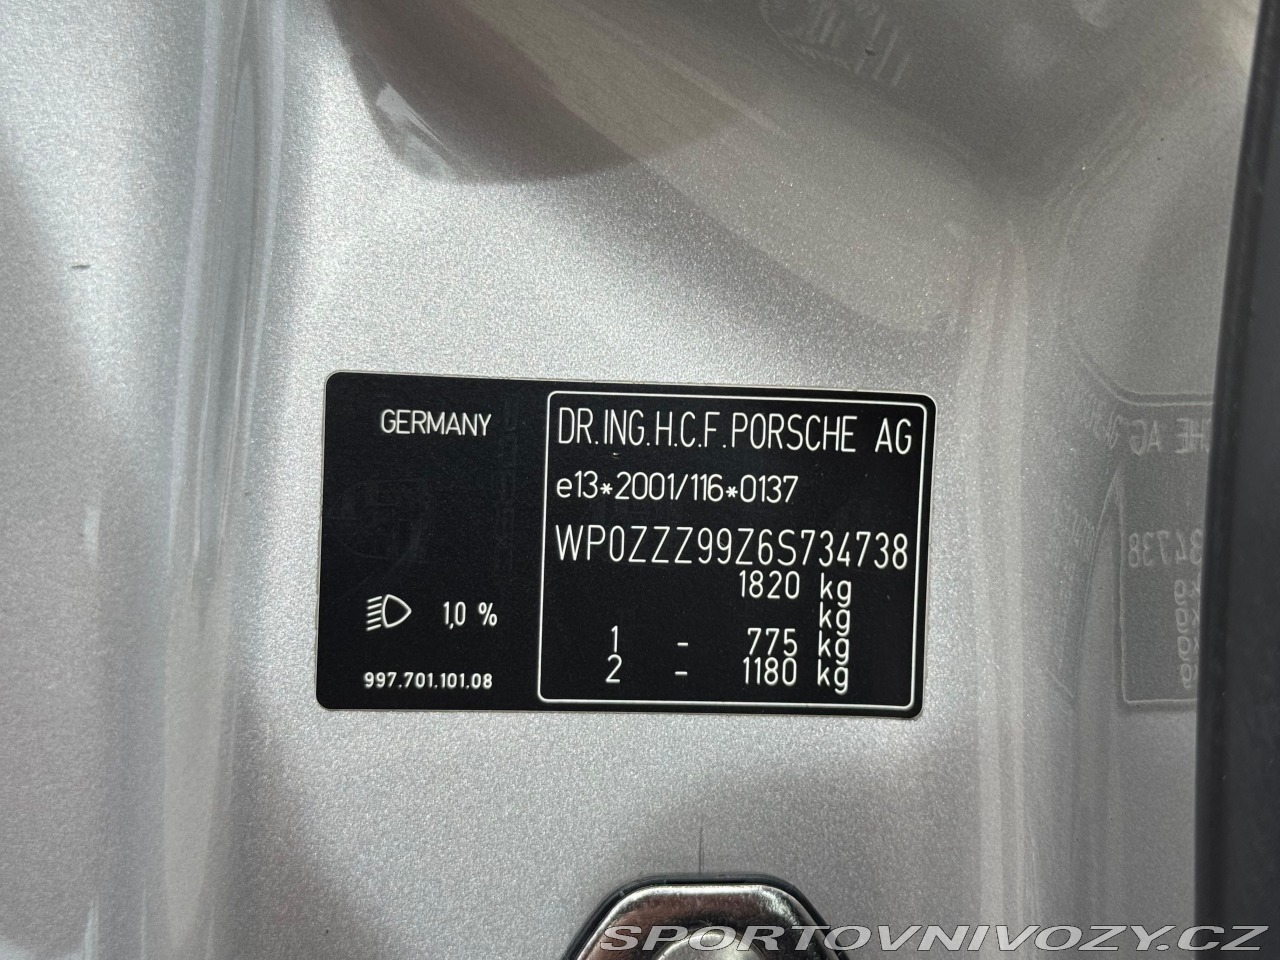 GERMANY
1,0 %
997.701.101.08
DR.ING.H.C.F.PORSCHE AG
e13*2001/116*0137
WP0ZZZ99Z6S734738
1820 kg
kg
1 - 775 kg
2 - 1180 kg
SPORTOVNIVOZY.CZ